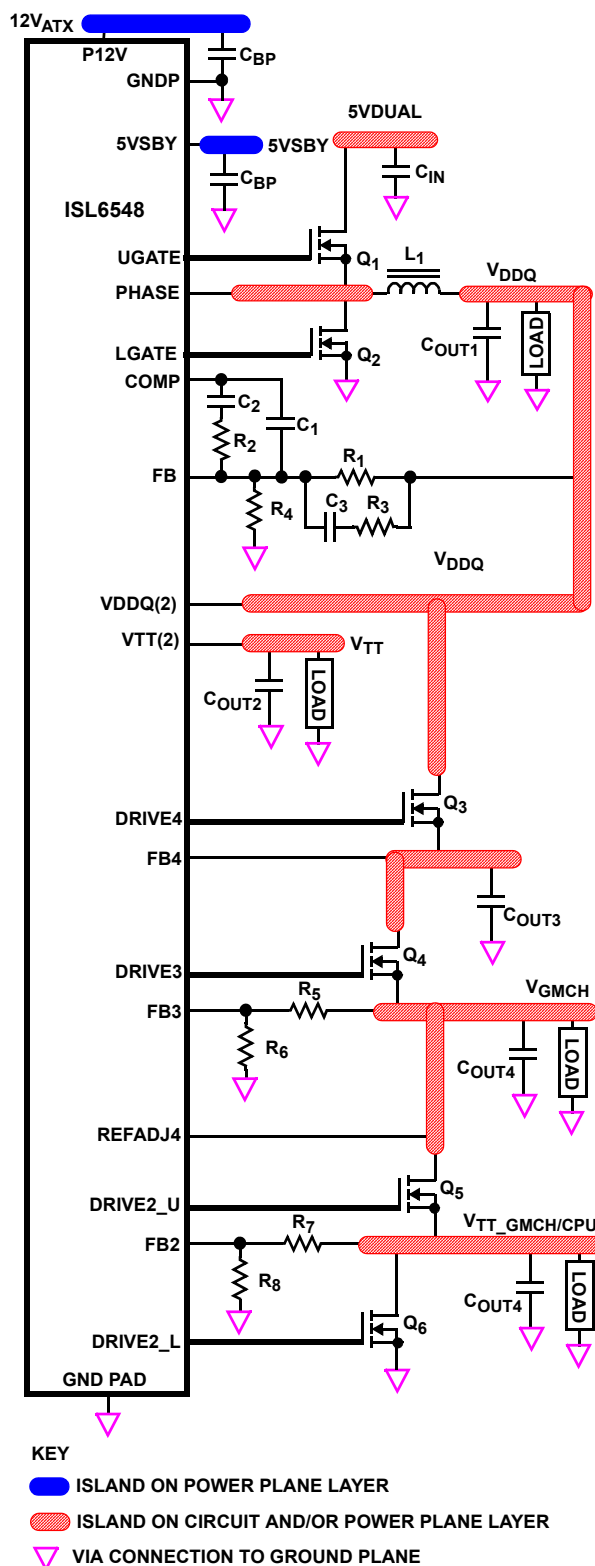 12VATX
P12V
CBP
GNDP
5VDUAL
5VSBY
5VSBY
CBP
CIN
ISL6548
UGATE
Q1
L1
VDDQ
PHASE
COUT1
LOAD
LGATE
Q2
COMP
C2
C1
R2
R1
FB
R4
C3
R3
VDDQ
VDDQ(2)
VTT(2)
VTT
COUT2
LOAD
Q3
DRIVE4
FB4
COUT3
Q4
DRIVE3
R5
VGMCH
FB3
R6
COUT4
LOAD
REFADJ4
Q5
DRIVE2_U
R7
VTT_GMCH/CPU
FB2
R8
COUT4
LOAD
Q6
DRIVE2_L
GND PAD
KEY
ISLAND ON POWER PLANE LAYER
ISLAND ON CIRCUIT AND/OR POWER PLANE LAYER
VIA CONNECTION TO GROUND PLANE